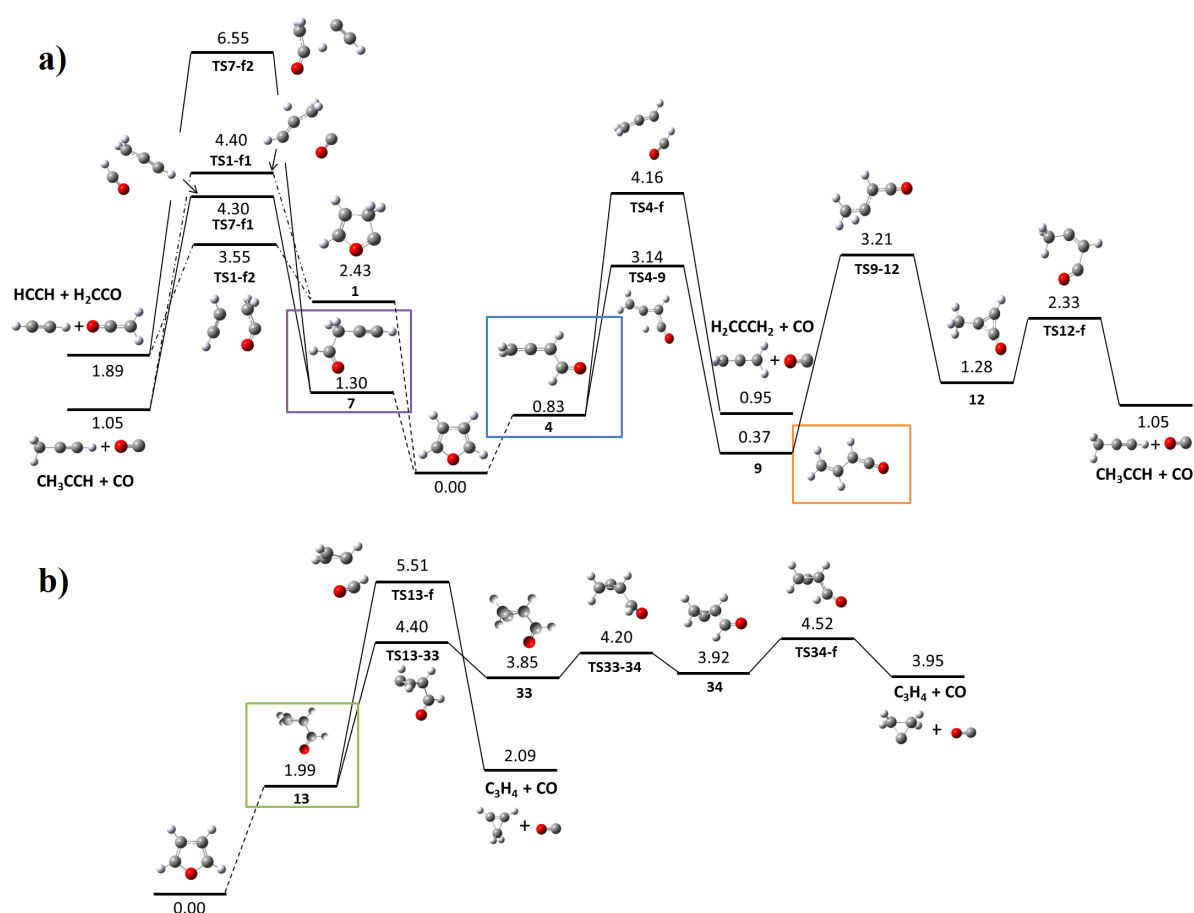 a)
6.55
TS7-f2
4.40
TS1-f1
4.30
TS7-f1
3.55
TS1-f2
2.43
1
HCCH + H₂CCO
+
1.89
1.05
+
CH₃CCH + CO
1.30
7
0.00
0.83
4
4.16
TS4-f
3.14
TS4-9
H₂CCCH₂ + CO
+
0.95
0.37
9
3.21
TS9-12
1.28
12
2.33
TS12-f
1.05
+
CH₃CCH + CO
b)
5.51
TS13-f
4.40
TS13-33
3.85
33
4.20
TS33-34
3.92
34
4.52
TS34-f
3.95
C₃H₄ + CO
+
1.99
13
2.09
C₃H₄ + CO
+
0.00